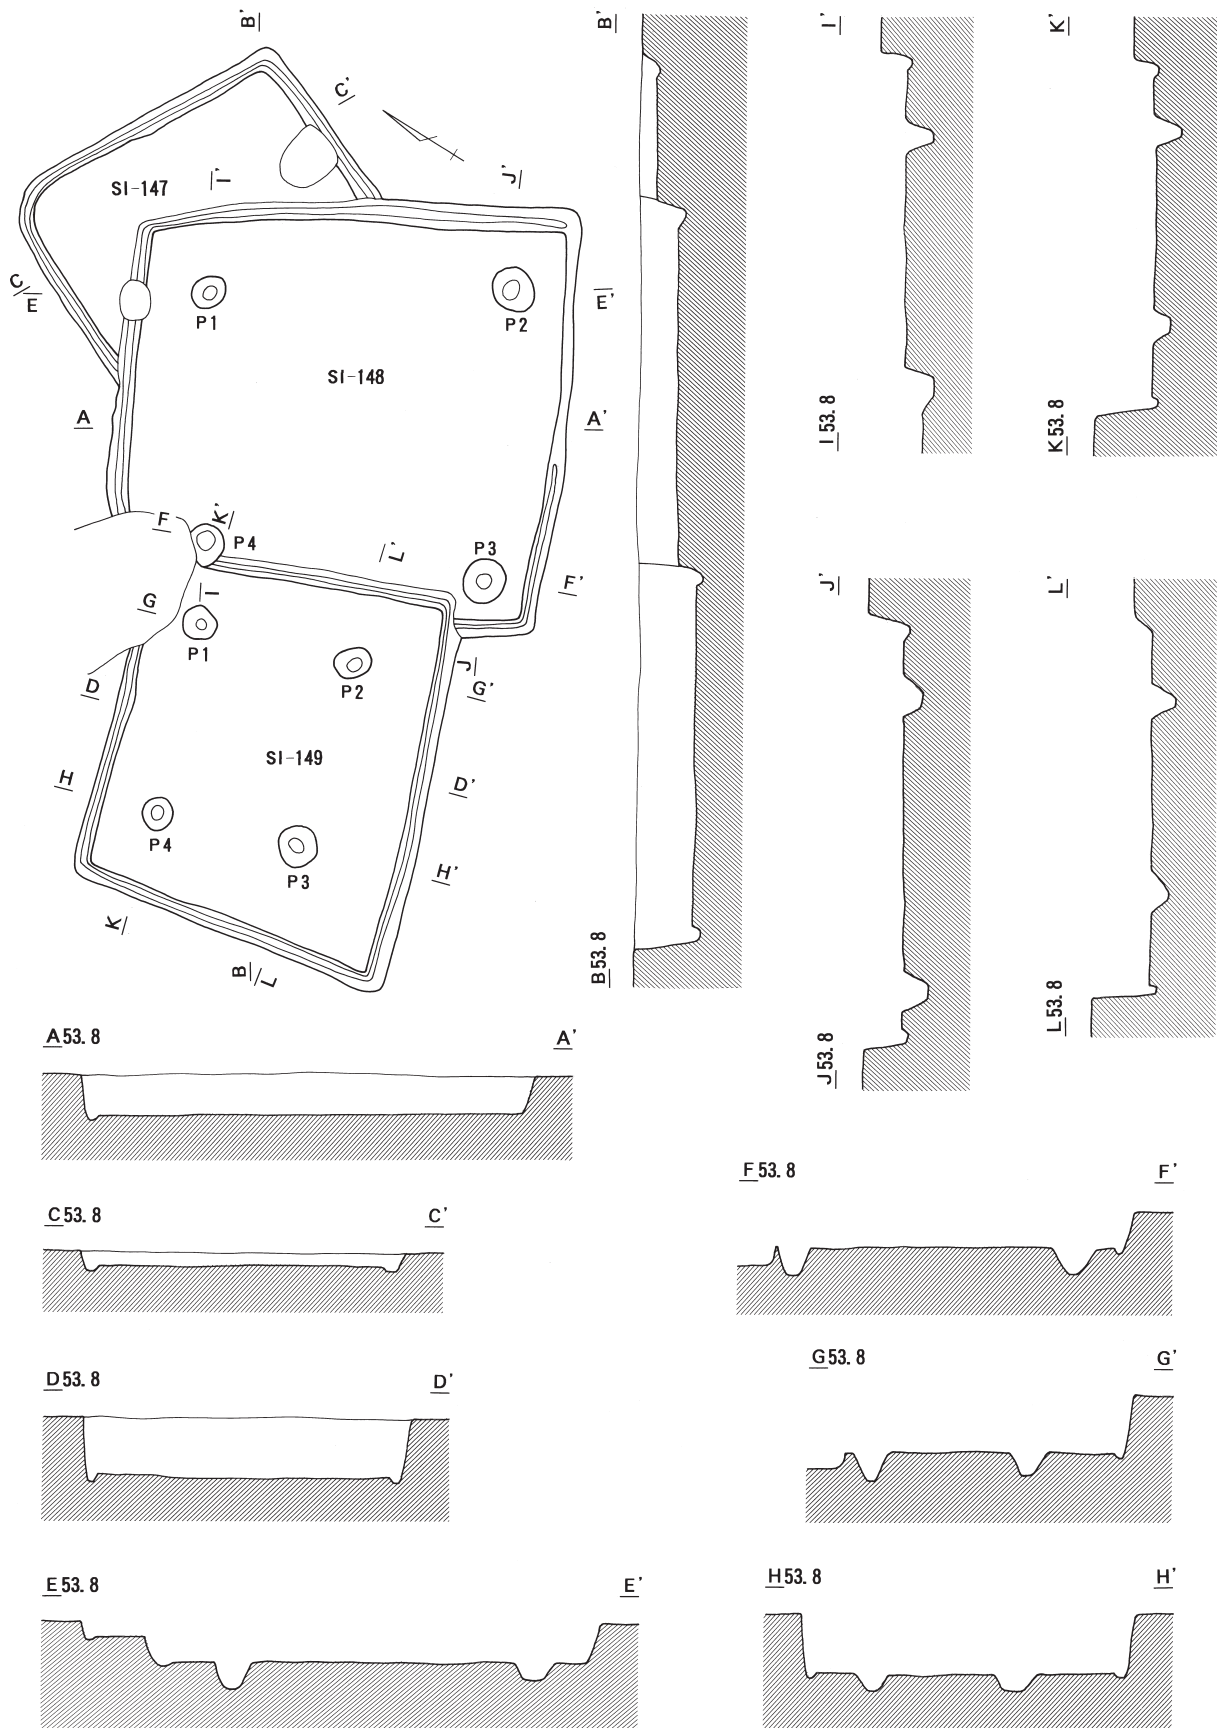 B'
C'
SI-147
I'
J'
C
E
P1
P2
E'
SI-148
A
A'
F
K'
P4
L'
P3
F'
G
I
P1
P2
J
G'
D
SI-149
H
D'
P4
P3
H'
K
B
L
B'
B 53.8
I'
I 53.8
K'
K 53.8
J'
J 53.8
L'
L 53.8
A 53.8
A'
C 53.8
C'
D 53.8
D'
E 53.8
E'
F 53.8
F'
G 53.8
G'
H 53.8
H'